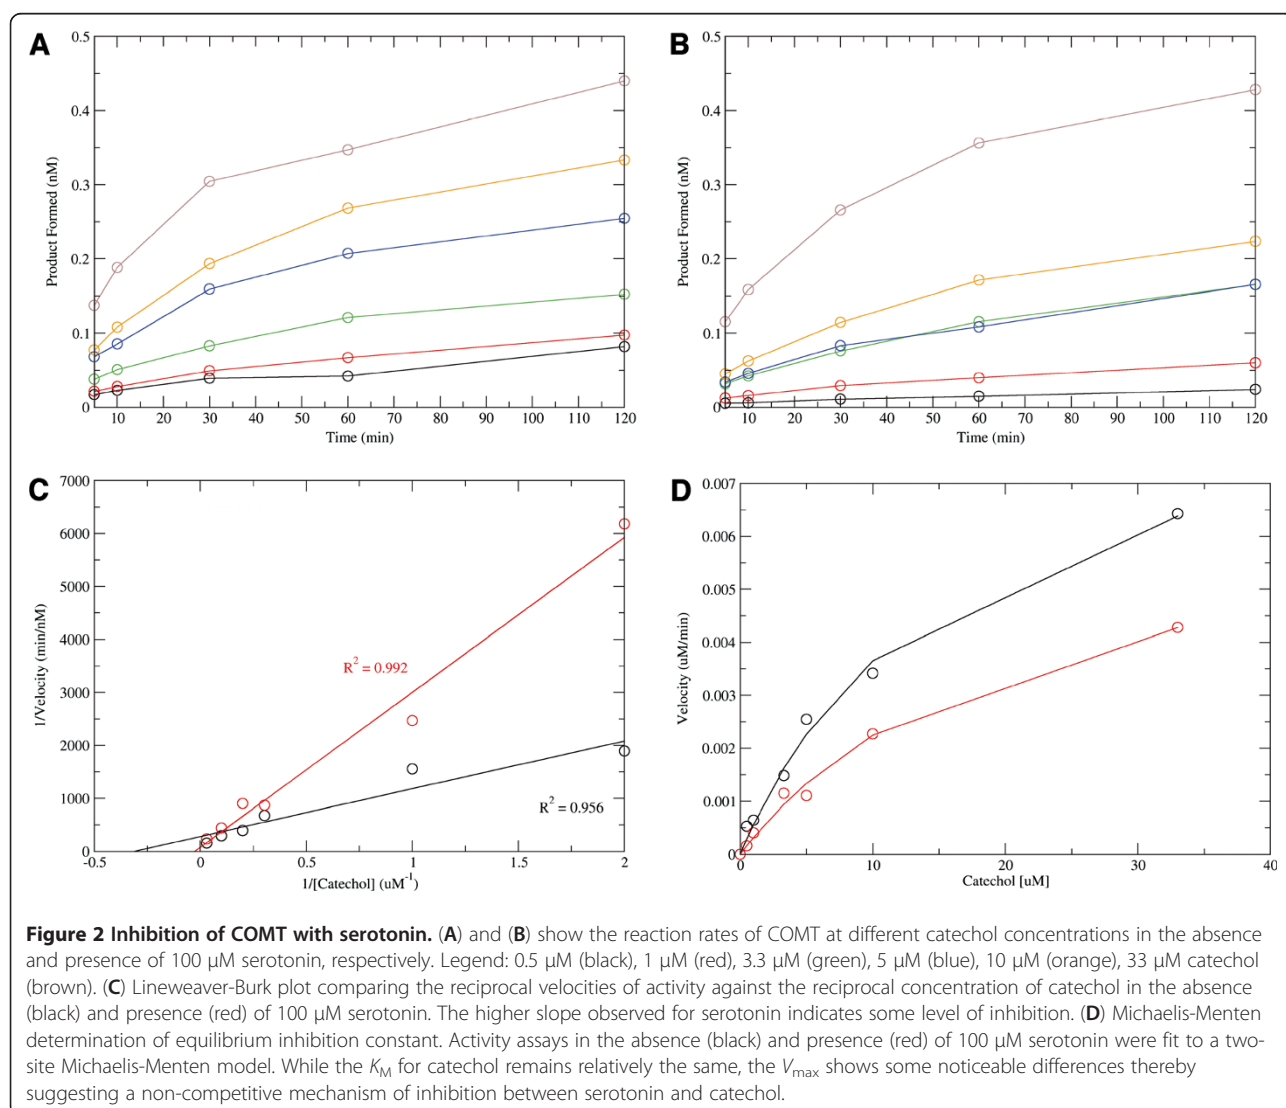 A
0.5
0.4
0.3
0.2
0.1
0
Product Formed (nM)
10 20 30 40 50 60 70 80 90 100 110 120
Time (min)
B
0.5
0.4
0.3
0.2
0.1
0
Product Formed (nM)
10 20 30 40 50 60 70 80 90 100 110 120
Time (min)
C
7000
6000
5000
4000
3000
2000
1000
0
1/Velocity (min/nM)
R² = 0.992
R² = 0.956
-0.5 0 0.5 1 1.5 2
1/[Catechol] (uM⁻¹)
D
0.007
0.006
0.005
0.004
0.003
0.002
0.001
0
Velocity (uM/min)
0 10 20 30 40
Catechol [uM]
Figure 2 Inhibition of COMT with serotonin. (A) and (B) show the reaction rates of COMT at different catechol concentrations in the absence
and presence of 100 μM serotonin, respectively. Legend: 0.5 μM (black), 1 μM (red), 3.3 μM (green), 5 μM (blue), 10 μM (orange), 33 μM catechol
(brown). (C) Lineweaver-Burk plot comparing the reciprocal velocities of activity against the reciprocal concentration of catechol in the absence
(black) and presence (red) of 100 μM serotonin. The higher slope observed for serotonin indicates some level of inhibition. (D) Michaelis-Menten
determination of equilibrium inhibition constant. Activity assays in the absence (black) and presence (red) of 100 μM serotonin were fit to a two-
site Michaelis-Menten model. While the KM for catechol remains relatively the same, the Vmax shows some noticeable differences thereby
suggesting a non-competitive mechanism of inhibition between serotonin and catechol.